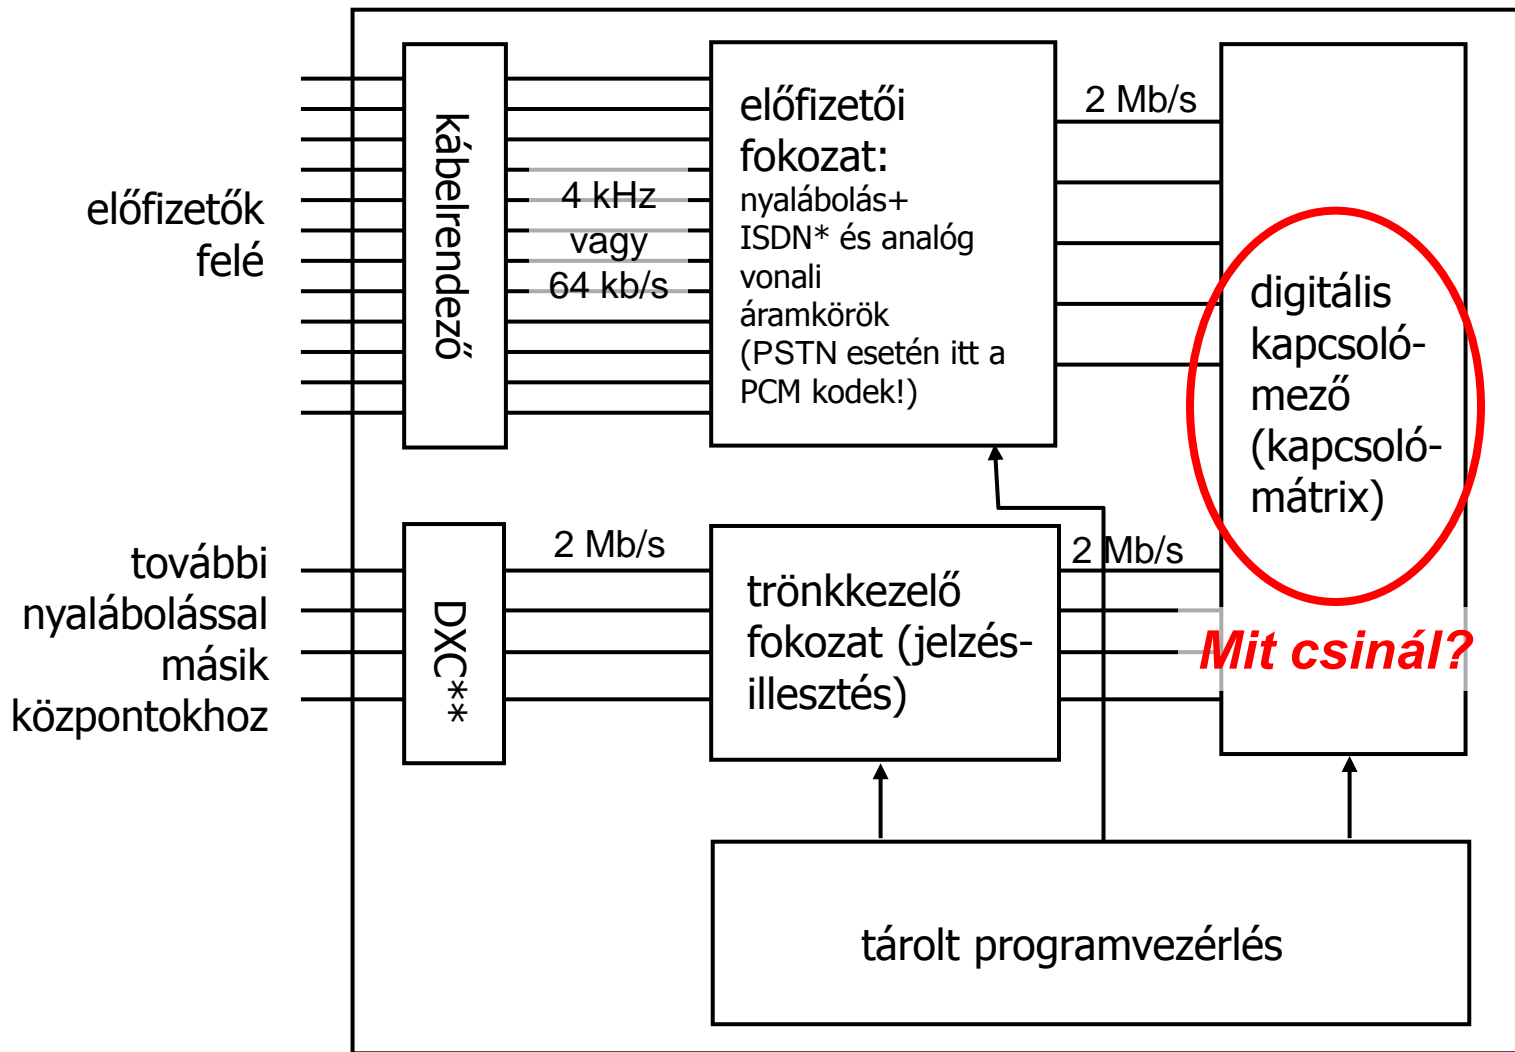 előfizetők
felé
kábelrendező
4 kHz
vagy
64 kb/s
előfizetői
fokozat:
nyalábolás+
ISDN* és analóg
vonali
áramkörök
(PSTN esetén itt a
PCM kodek!)
2 Mb/s
digitális
kapcsoló-
mező
(kapcsoló-
mátrix)
Mit csinál?
további
nyalábolással
másik
központokhoz
DXC**
2 Mb/s
trönkkezelő
fokozat (jelzés-
illesztés)
2 Mb/s
tárolt programvezérlés